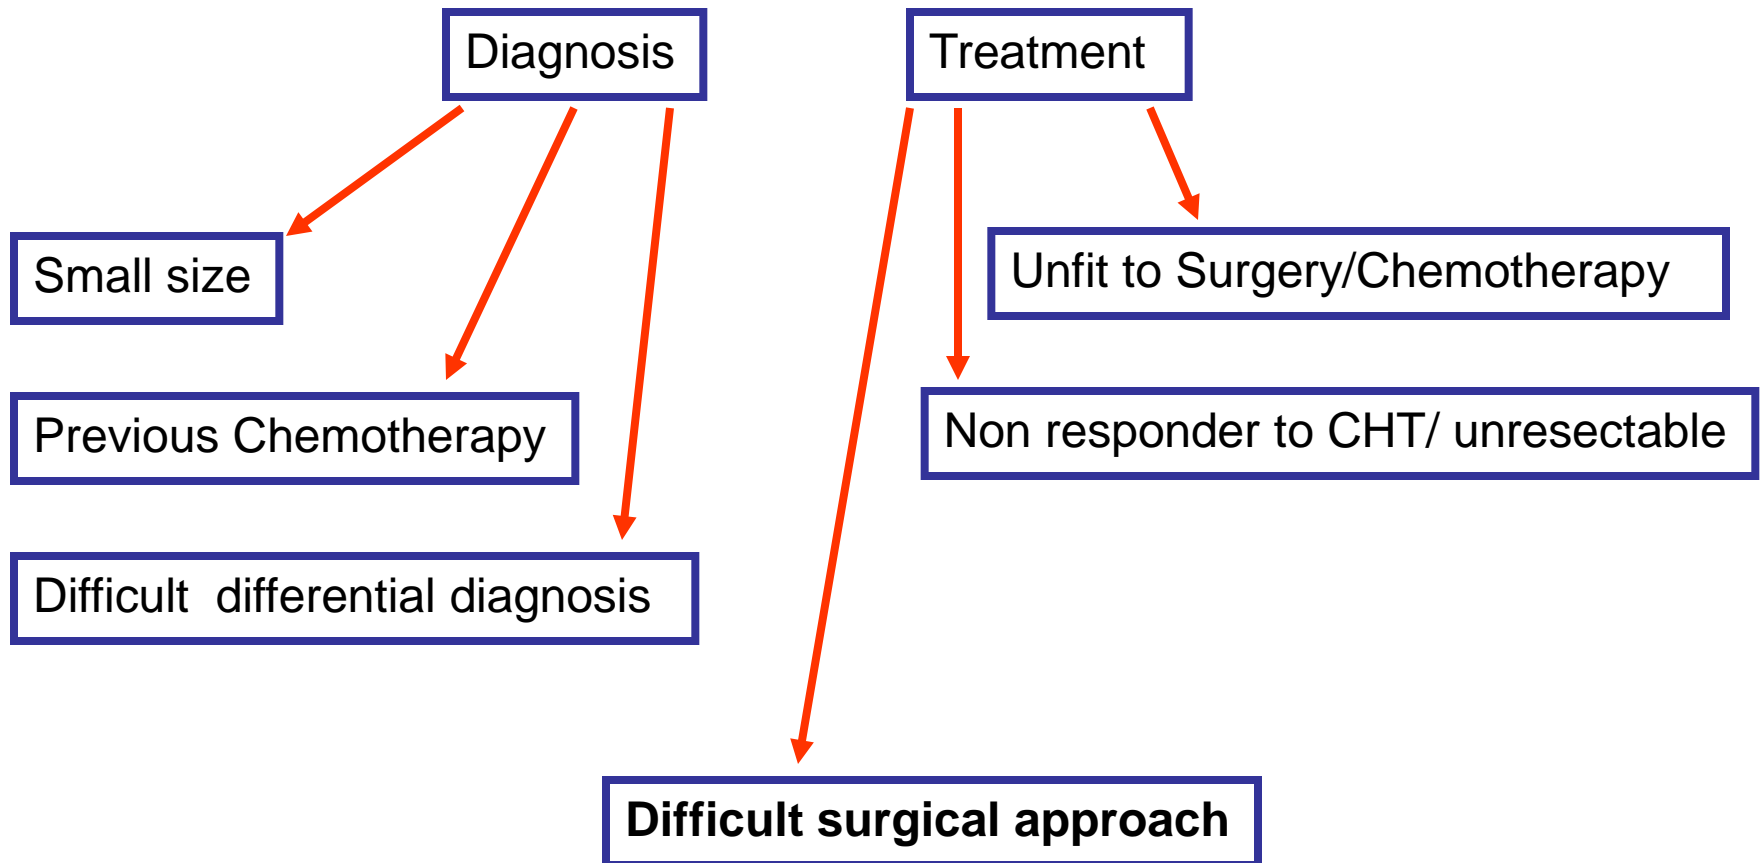 Diagnosis
Treatment
Small size
Unfit to Surgery/Chemotherapy
Previous Chemotherapy
Non responder to CHT/ unresectable
Difficult  differential diagnosis
Difficult surgical approach